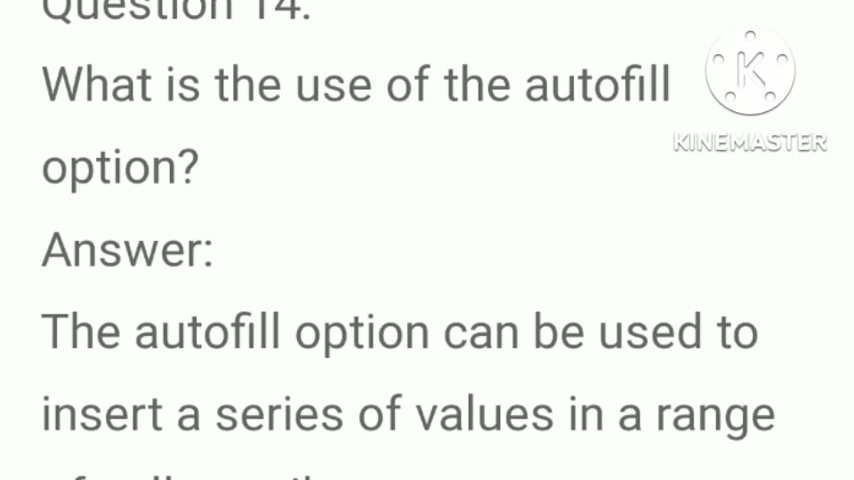 Question 14.
What is the use of the autofill
option?
Answer:
The autofill option can be used to
insert a series of values in a range
K
KINEMASTER